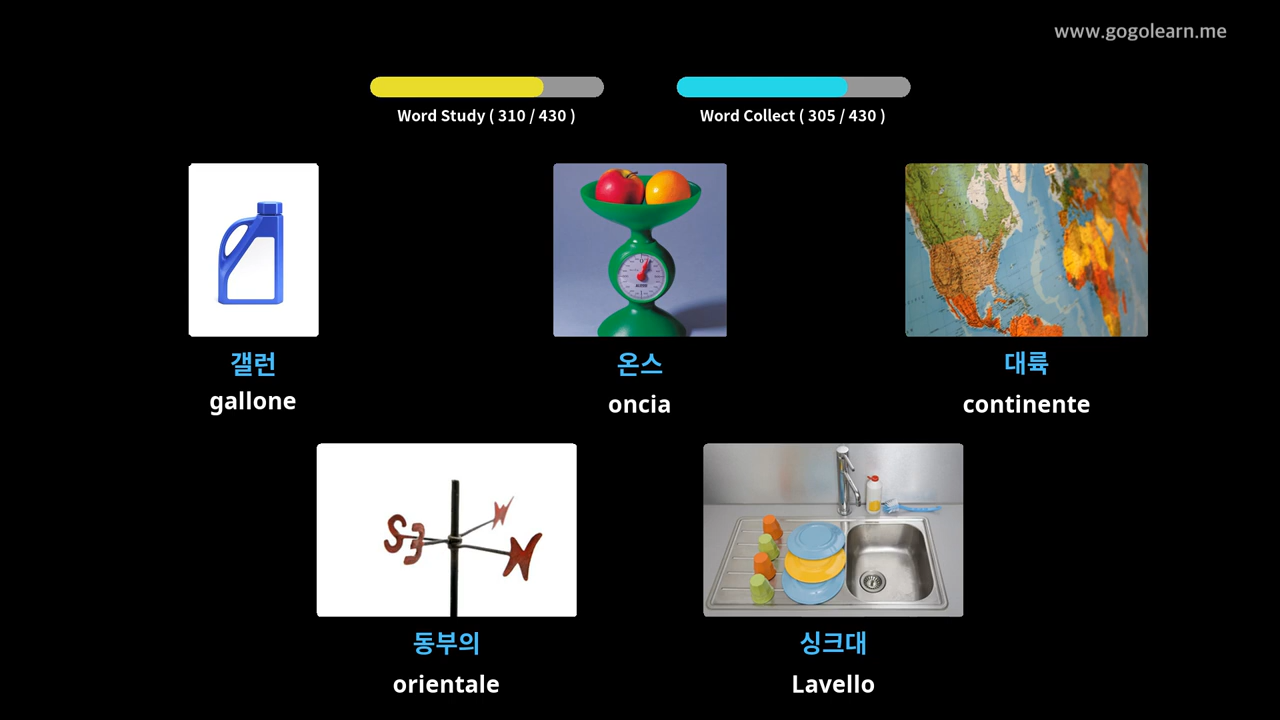 www.gogolearn.me
Word Study ( 310 / 430 )
Word Collect ( 305 / 430 )
갤런
gallone
온스
oncia
대륙
continente
S E N
동부의
orientale
싱크대
Lavello